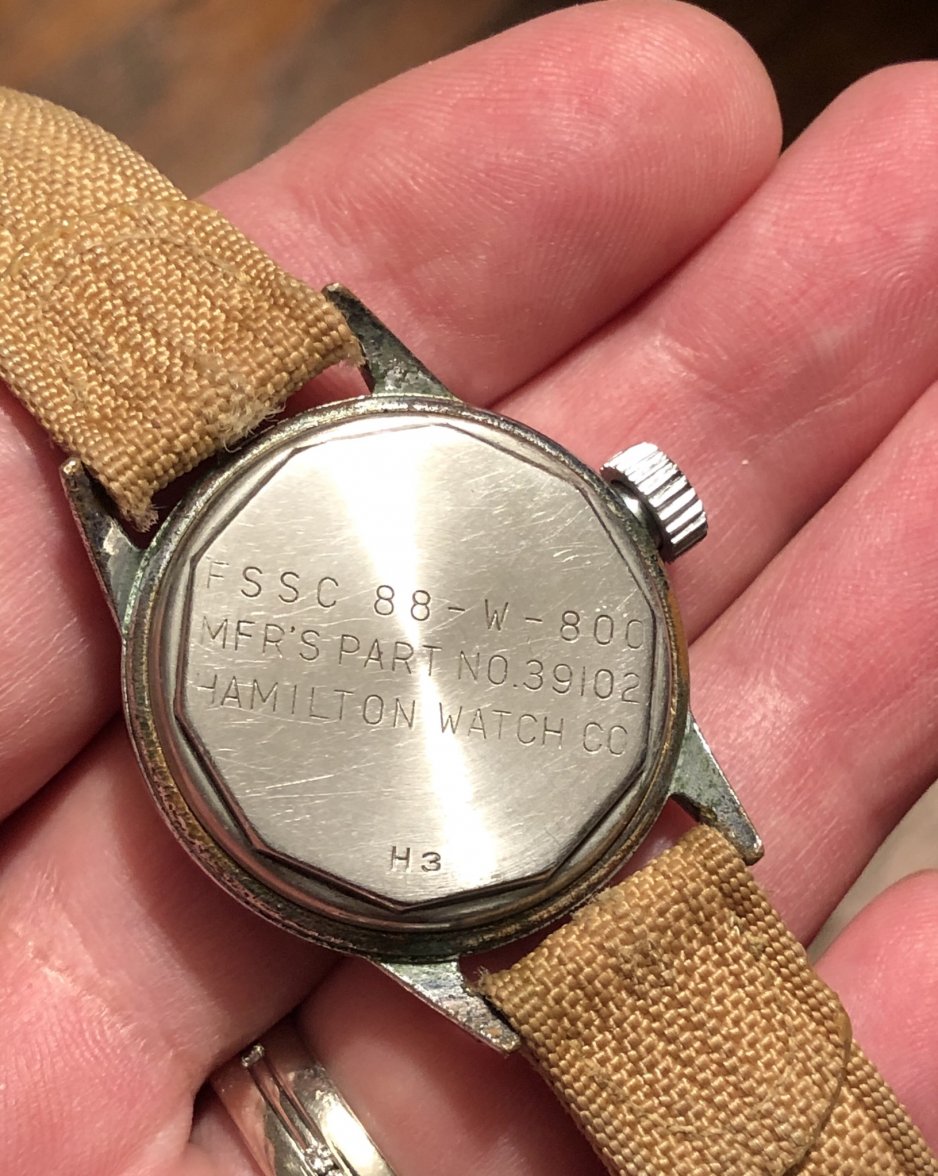 FSSC 88-W-800
MFR'S PART NO.39102
HAMILTON WATCH CO
H3